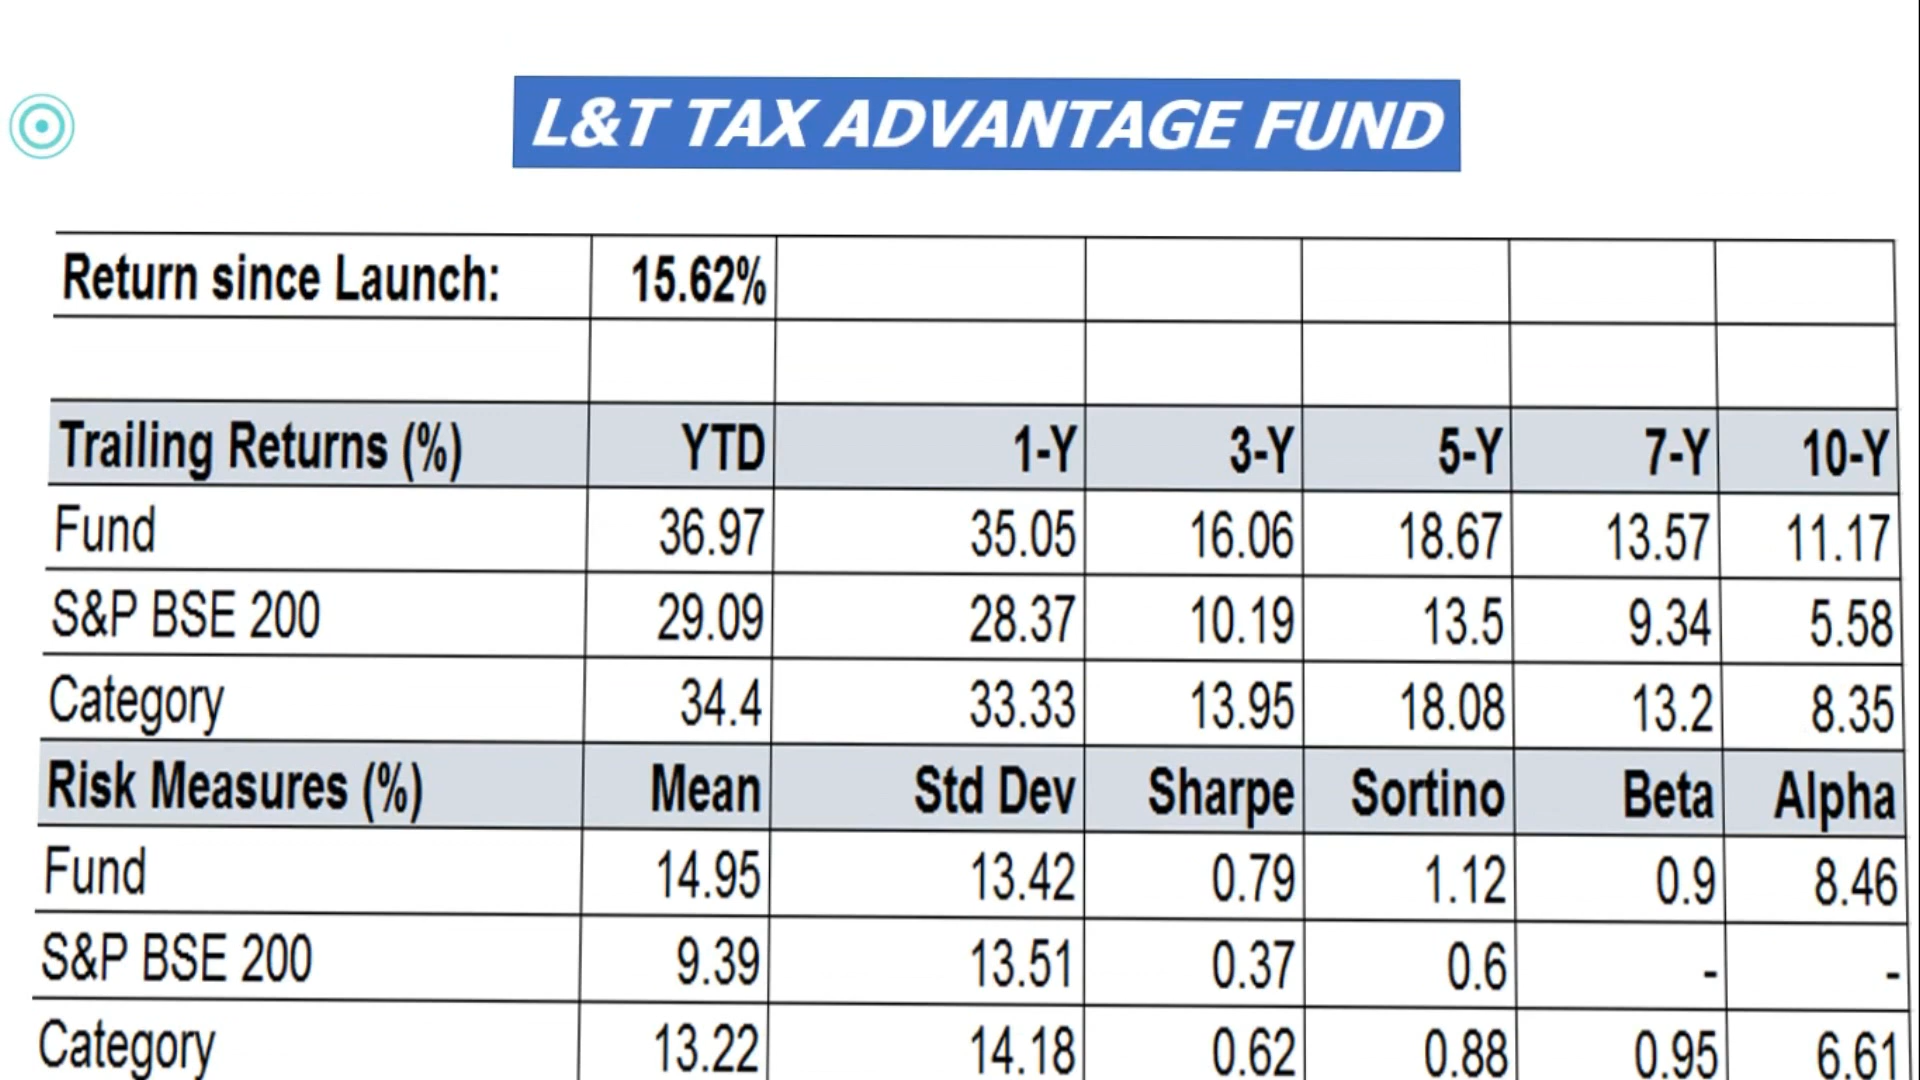 L&T TAX ADVANTAGE FUND
Return since Launch: 15.62%
Trailing Returns (%) YTD 1-Y 3-Y 5-Y 7-Y 10-Y
Fund 36.97 35.05 16.06 18.67 13.57 11.17
S&P BSE 200 29.09 28.37 10.19 13.5 9.34 5.58
Category 34.4 33.33 13.95 18.08 13.2 8.35
Risk Measures (%) Mean Std Dev Sharpe Sortino Beta Alpha
Fund 14.95 13.42 0.79 1.12 0.9 8.46
S&P BSE 200 9.39 13.51 0.37 0.6 - -
Category 13.22 14.18 0.62 0.88 0.95 6.61